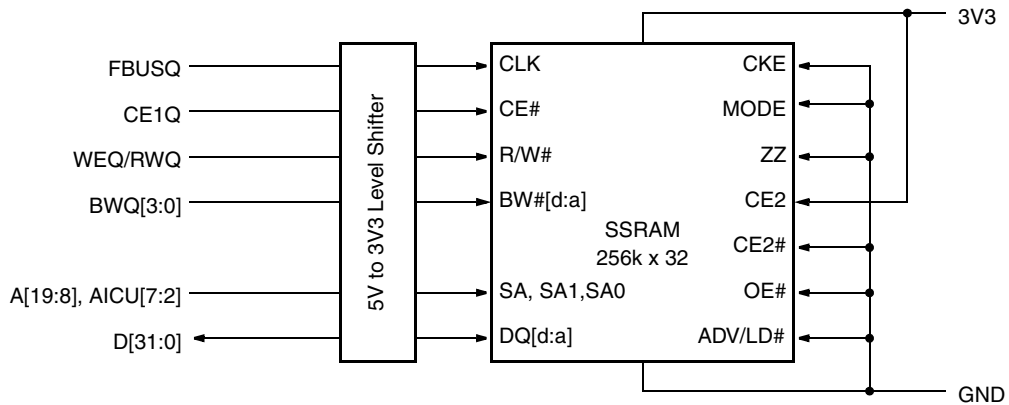 3V3
FBUSQ
CLK
CKE
CE1Q
CE#
MODE
WEQ/RWQ
R/W#
ZZ
BWQ[3:0]
BW#[d:a]
CE2
5V to 3V3 Level Shifter
SSRAM
256k x 32
CE2#
A[19:8], AICU[7:2]
SA, SA1,SA0
OE#
D[31:0]
DQ[d:a]
ADV/LD#
GND